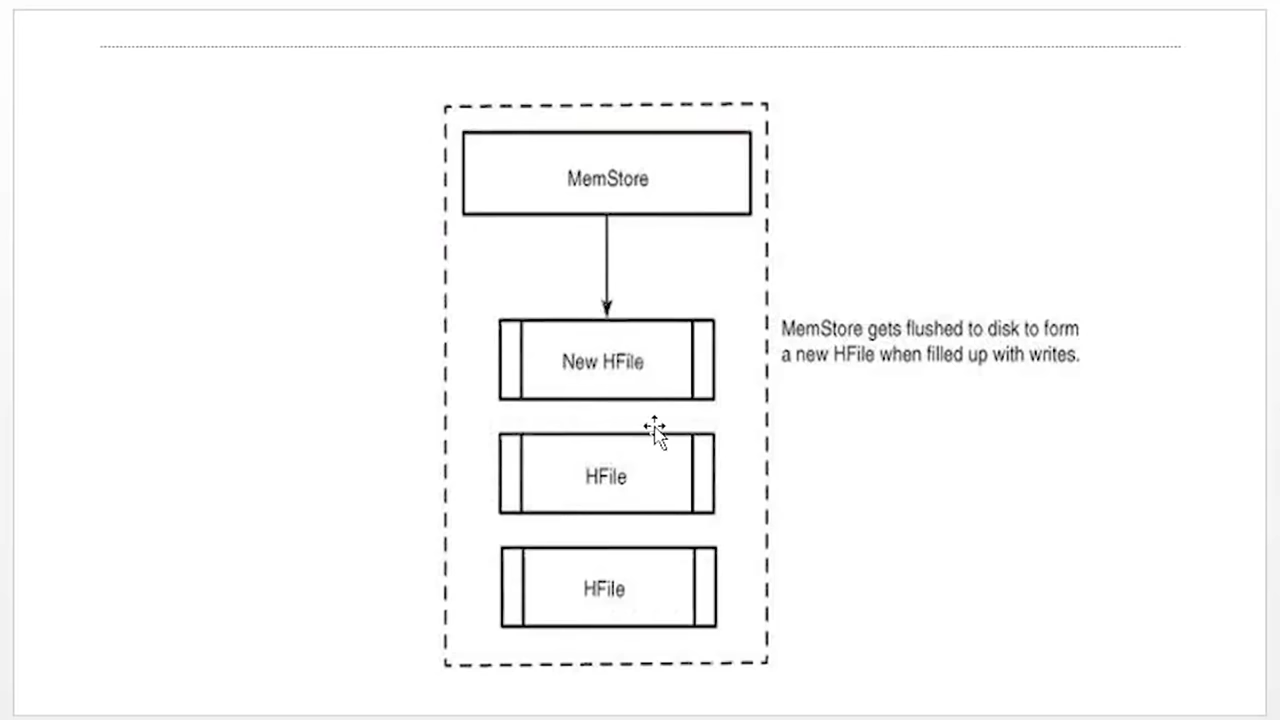 MemStore
New HFile
MemStore gets flushed to disk to form
a new HFile when filled up with writes.
HFile
HFile